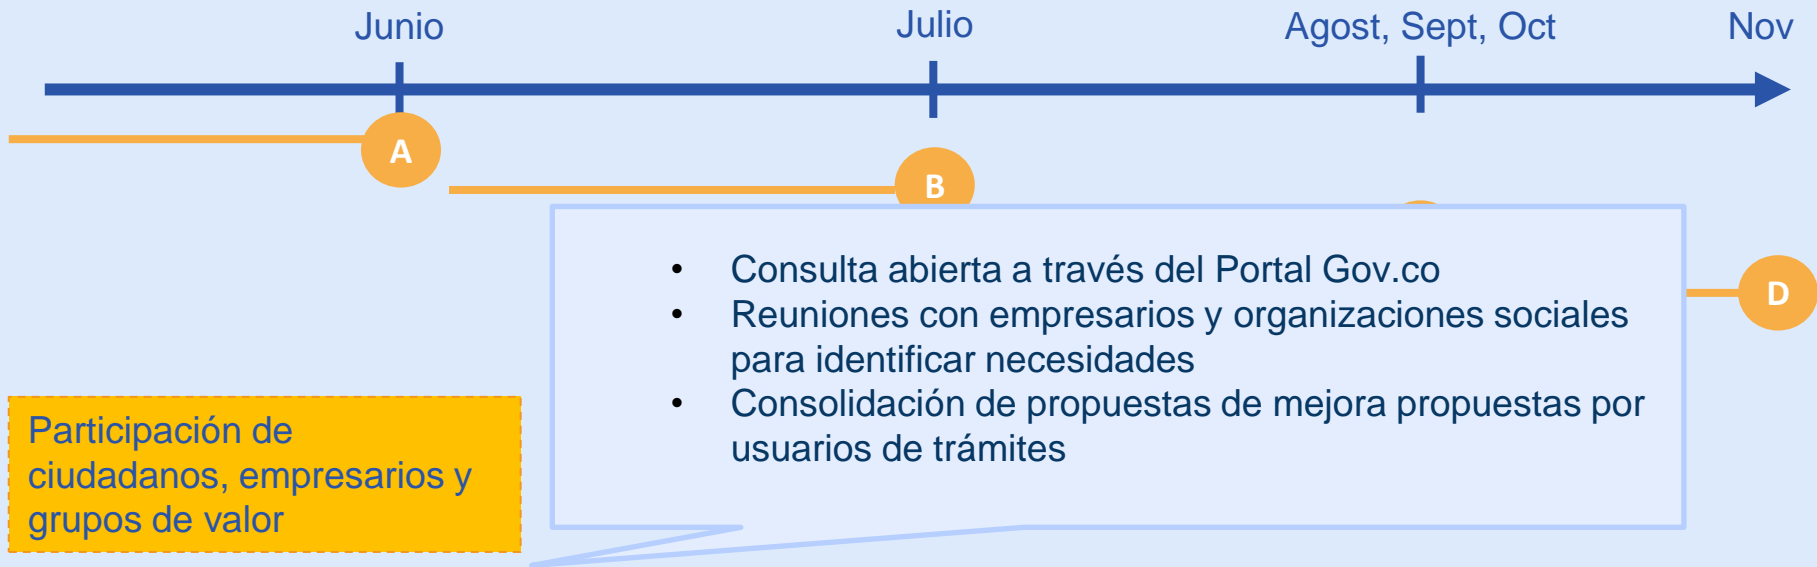 Junio
Julio
Agost, Sept, Oct
Nov
A
B
D
• Consulta abierta a través del Portal Gov.co
• Reuniones con empresarios y organizaciones sociales
para identificar necesidades
• Consolidación de propuestas de mejora propuestas por
usuarios de trámites
Participación de
ciudadanos, empresarios y
grupos de valor